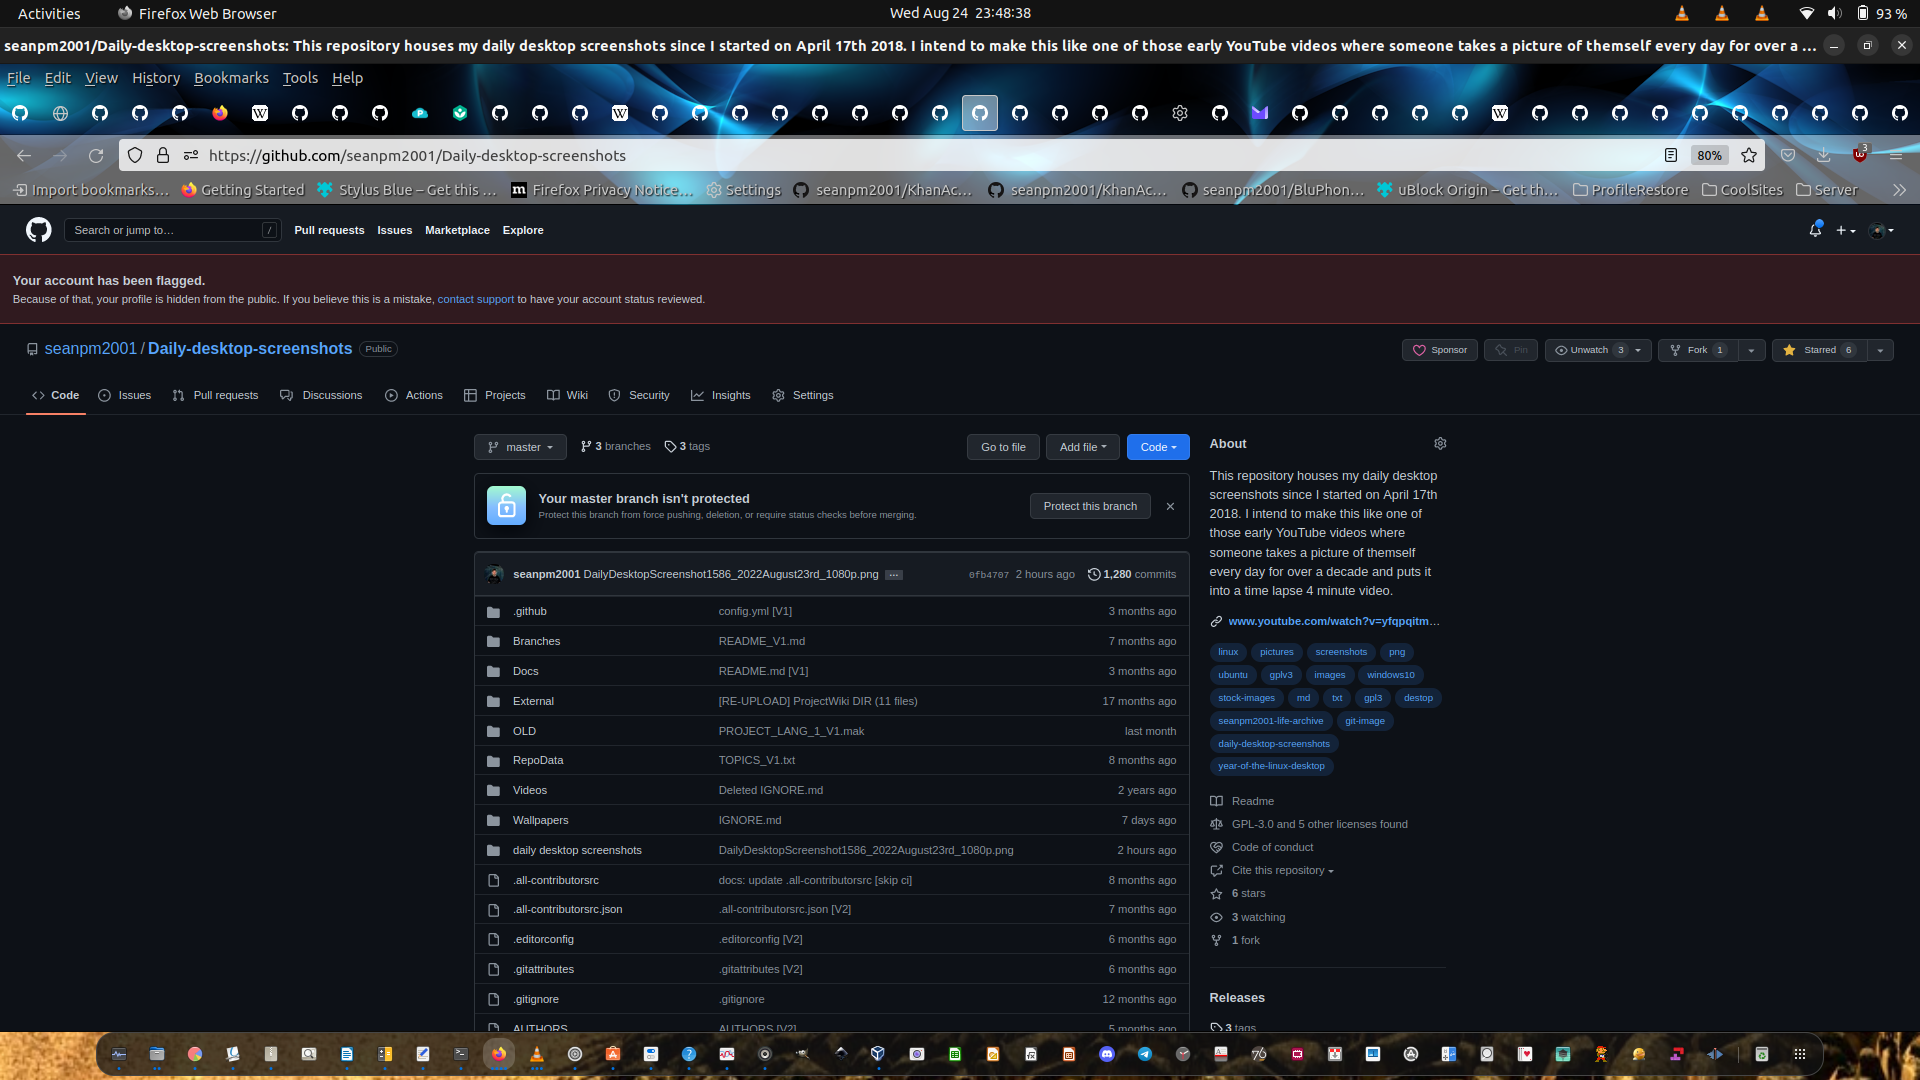 Activities
Firefox Web Browser
Wed Aug 24 23:48:38
93 %
seanpm2001/Daily-desktop-screenshots: This repository houses my daily desktop screenshots since I started on April 17th 2018. I intend to make this like one of those early YouTube videos where someone takes a picture of themself every day for over a ...
File Edit View History Bookmarks Tools Help
https://github.com/seanpm2001/Daily-desktop-screenshots
80%
3
Import bookmarks... Getting Started Stylus Blue – Get this ... Firefox Privacy Notice... Settings seanpm2001/KhanAc... seanpm2001/KhanAc... seanpm2001/BluPhon... uBlock Origin – Get th... ProfileRestore CoolSites Server
Search or jump to... / Pull requests Issues Marketplace Explore
Your account has been flagged.
Because of that, your profile is hidden from the public. If you believe this is a mistake, contact support to have your account status reviewed.
seanpm2001 / Daily-desktop-screenshots Public
Sponsor Pin Unwatch 3 Fork 1 Starred 6
Code Issues Pull requests Discussions Actions Projects Wiki Security Insights Settings
master 3 branches 3 tags Go to file Add file Code
Your master branch isn't protected
Protect this branch from force pushing, deletion, or require status checks before merging.
Protect this branch
seanpm2001 DailyDesktopScreenshot1586_2022August23rd_1080p.png ... 0fb4707 2 hours ago 1,280 commits
.github config.yml [V1] 3 months ago
Branches README_V1.md 7 months ago
Docs README.md [V1] 3 months ago
External [RE-UPLOAD] ProjectWiki DIR (11 files) 17 months ago
OLD PROJECT_LANG_1_V1.mak last month
RepoData TOPICS_V1.txt 8 months ago
Videos Deleted IGNORE.md 2 years ago
Wallpapers IGNORE.md 7 days ago
daily desktop screenshots DailyDesktopScreenshot1586_2022August23rd_1080p.png 2 hours ago
.all-contributorsrc docs: update .all-contributorsrc [skip ci] 8 months ago
.all-contributorsrc.json .all-contributorsrc.json [V2] 7 months ago
.editorconfig .editorconfig [V2] 6 months ago
.gitattributes .gitattributes [V2] 6 months ago
.gitignore .gitignore 12 months ago
AUTHORS AUTHORS [V2] 5 months ago
About
This repository houses my daily desktop
screenshots since I started on April 17th
2018. I intend to make this like one of
those early YouTube videos where
someone takes a picture of themself
every day for over a decade and puts it
into a time lapse 4 minute video.
www.youtube.com/watch?v=yfqpqitm...
linux pictures screenshots png
ubuntu gplv3 images windows10
stock-images md txt gpl3 destop
seanpm2001-life-archive git-image
daily-desktop-screenshots
year-of-the-linux-desktop
Readme
GPL-3.0 and 5 other licenses found
Code of conduct
Cite this repository
6 stars
3 watching
1 fork
Releases
3 tags